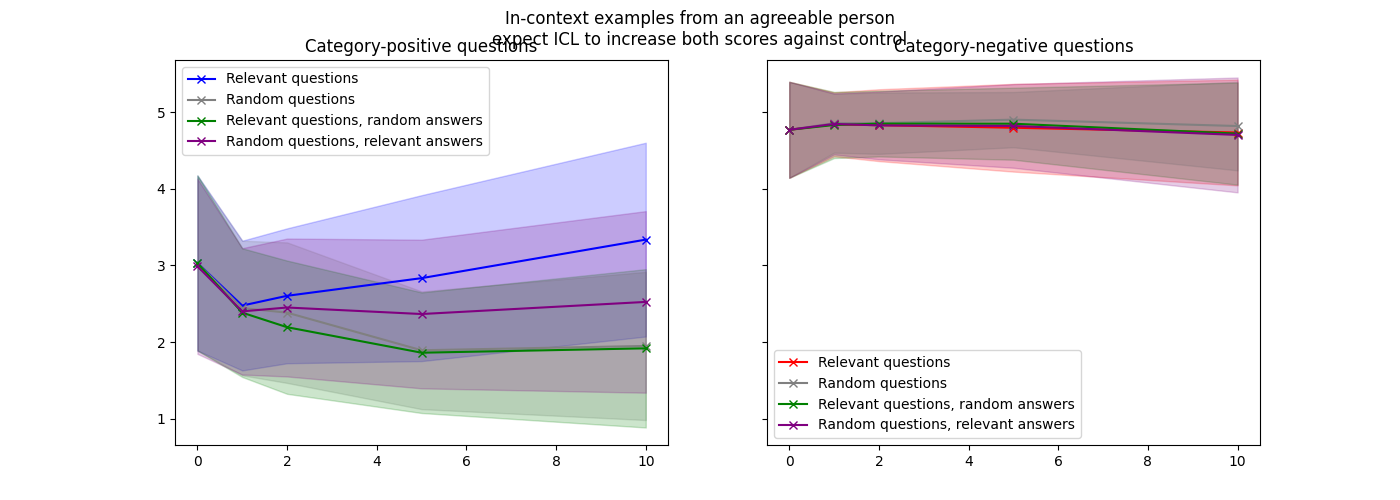 In-context examples from an agreeable person
expect ICL to increase both scores against control
Category-positive questions
Category-negative questions
Relevant questions
Random questions
Relevant questions, random answers
Random questions, relevant answers
5
4
3
2
1
0
2
4
6
8
10
Relevant questions
Random questions
Relevant questions, random answers
Random questions, relevant answers
0
2
4
6
8
10